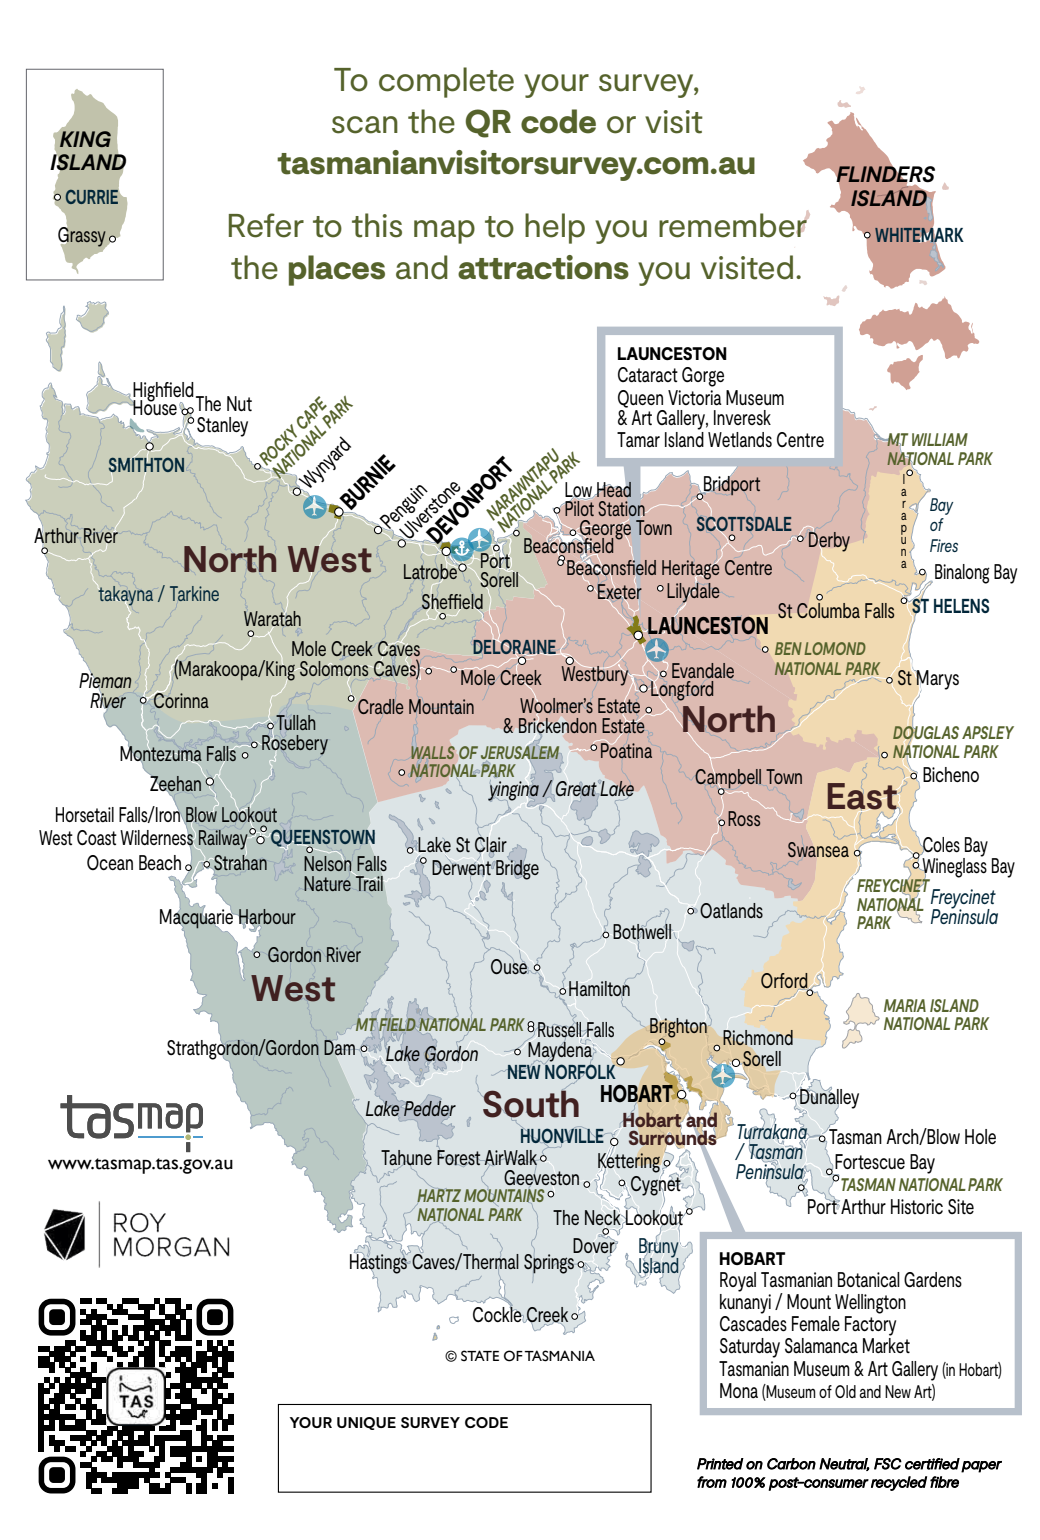 To complete your survey,
scan the QR code or visit
tasmanianvisitorsurvey.com.au
Refer to this map to help you remember
the places and attractions you visited.
KING
ISLAND
CURRIE
Grassy
FLINDERS
ISLAND
WHITEMARK
LAUNCESTON
Cataract Gorge
Queen Victoria Museum
& Art Gallery, Inveresk
Tamar Island Wetlands Centre
Highfield
House
The Nut
Stanley
SMITHTON
ROCKY CAPE
NATIONAL PARK
Wynyard
BURNIE
Penguin
Ulverstone
DEVONPORT
NARAWNTAPU
NATIONAL PARK
Low Head
Pilot Station
George Town
Bridport
MT WILLIAM
NATIONAL PARK
larapuna
Bay
of
Fires
Arthur River
North West
Latrobe
Port
Sorell
Beaconsfield
Beaconsfield Heritage Centre
SCOTTSDALE
Derby
Binalong Bay
takayna / Tarkine
Sheffield
Exeter
Lilydale
St Columba Falls
ST HELENS
Waratah
LAUNCESTON
Mole Creek Caves
(Marakoopa/King Solomons Caves)
DELORAINE
Mole Creek
Westbury
Evandale
Longford
BEN LOMOND
NATIONAL PARK
St Marys
Pieman
River
Corinna
Cradle Mountain
Woolmer's Estate
& Brickendon Estate
North
Tullah
Rosebery
Montezuma Falls
Zeehan
WALLS OF JERUSALEM
NATIONAL PARK
Poatina
yingina / Great Lake
DOUGLAS APSLEY
NATIONAL PARK
Bicheno
Campbell Town
East
Horsetail Falls/Iron Blow Lookout
West Coast Wilderness Railway
QUEENSTOWN
Ross
Ocean Beach
Strahan
Nelson Falls
Nature Trail
Lake St Clair
Derwent Bridge
Swansea
Coles Bay
Wineglass Bay
FREYCINET
NATIONAL
PARK
Freycinet
Peninsula
Macquarie Harbour
Oatlands
Bothwell
Gordon River
West
Ouse
Hamilton
Orford
MARIA ISLAND
NATIONAL PARK
MT FIELD NATIONAL PARK
Russell Falls
Maydena
Brighton
Richmond
Sorell
Strathgordon/Gordon Dam
Lake Gordon
NEW NORFOLK
HOBART
Dunalley
Lake Pedder
South
Hobart and
Surrounds
HUONVILLE
Turrakana
/ Tasman
Peninsula
Tasman Arch/Blow Hole
Fortescue Bay
TASMAN NATIONAL PARK
Port Arthur Historic Site
Tahune Forest AirWalk
Kettering
Geeveston
Cygnet
HARTZ MOUNTAINS
NATIONAL PARK
The Neck Lookout
Dover
Bruny
Island
Hastings Caves/Thermal Springs
Cockle Creek
© STATE OF TASMANIA
HOBART
Royal Tasmanian Botanical Gardens
kunanyi / Mount Wellington
Cascades Female Factory
Saturday Salamanca Market
Tasmanian Museum & Art Gallery (in Hobart)
Mona (Museum of Old and New Art)
tasmap
www.tasmap.tas.gov.au
ROY
MORGAN
TAS
YOUR UNIQUE SURVEY CODE
Printed on Carbon Neutral, FSC certified paper
from 100% post-consumer recycled fibre